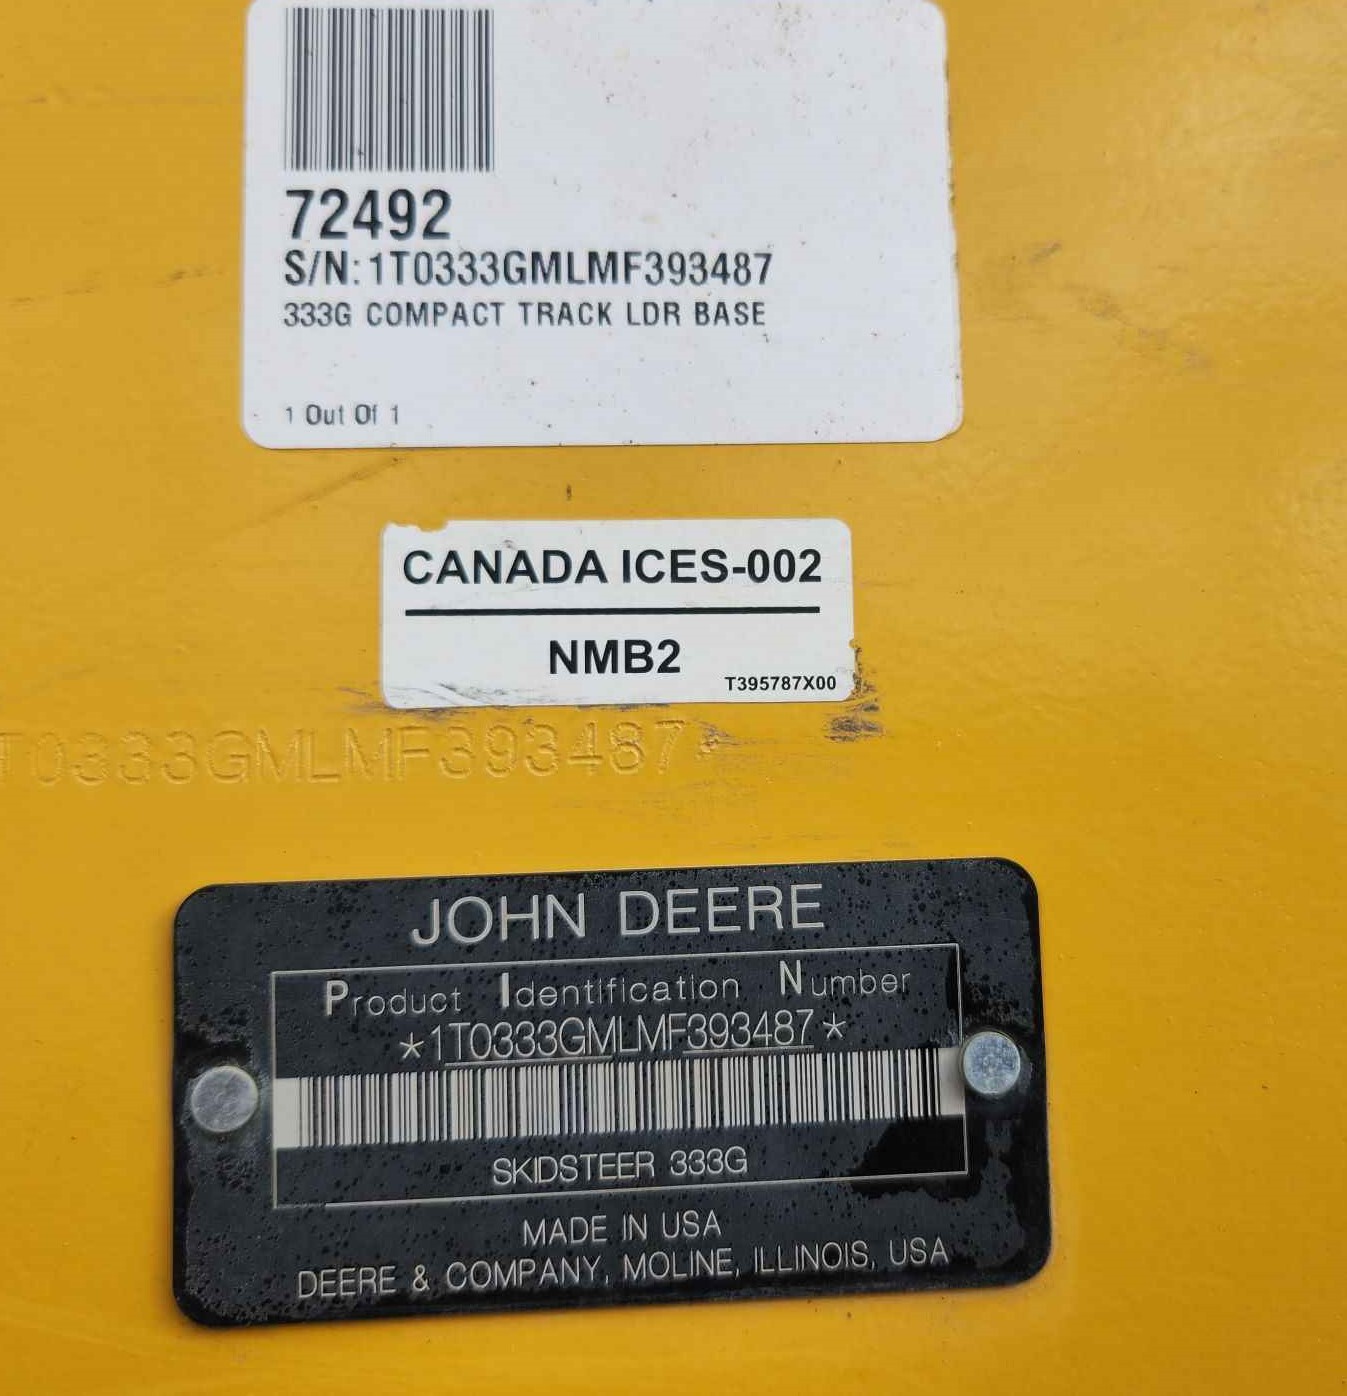 72492
S/N: 1T0333GMLMF393487
333G COMPACT TRACK LDR BASE
1 Out Of 1
CANADA ICES-002
NMB2
T395787X00
T0333GMLMF393487*
JOHN DEERE
Product Identification Number
*1T0333GMLMF393487*
SKIDSTEER 333G
MADE IN USA
DEERE & COMPANY, MOLINE, ILLINOIS, USA